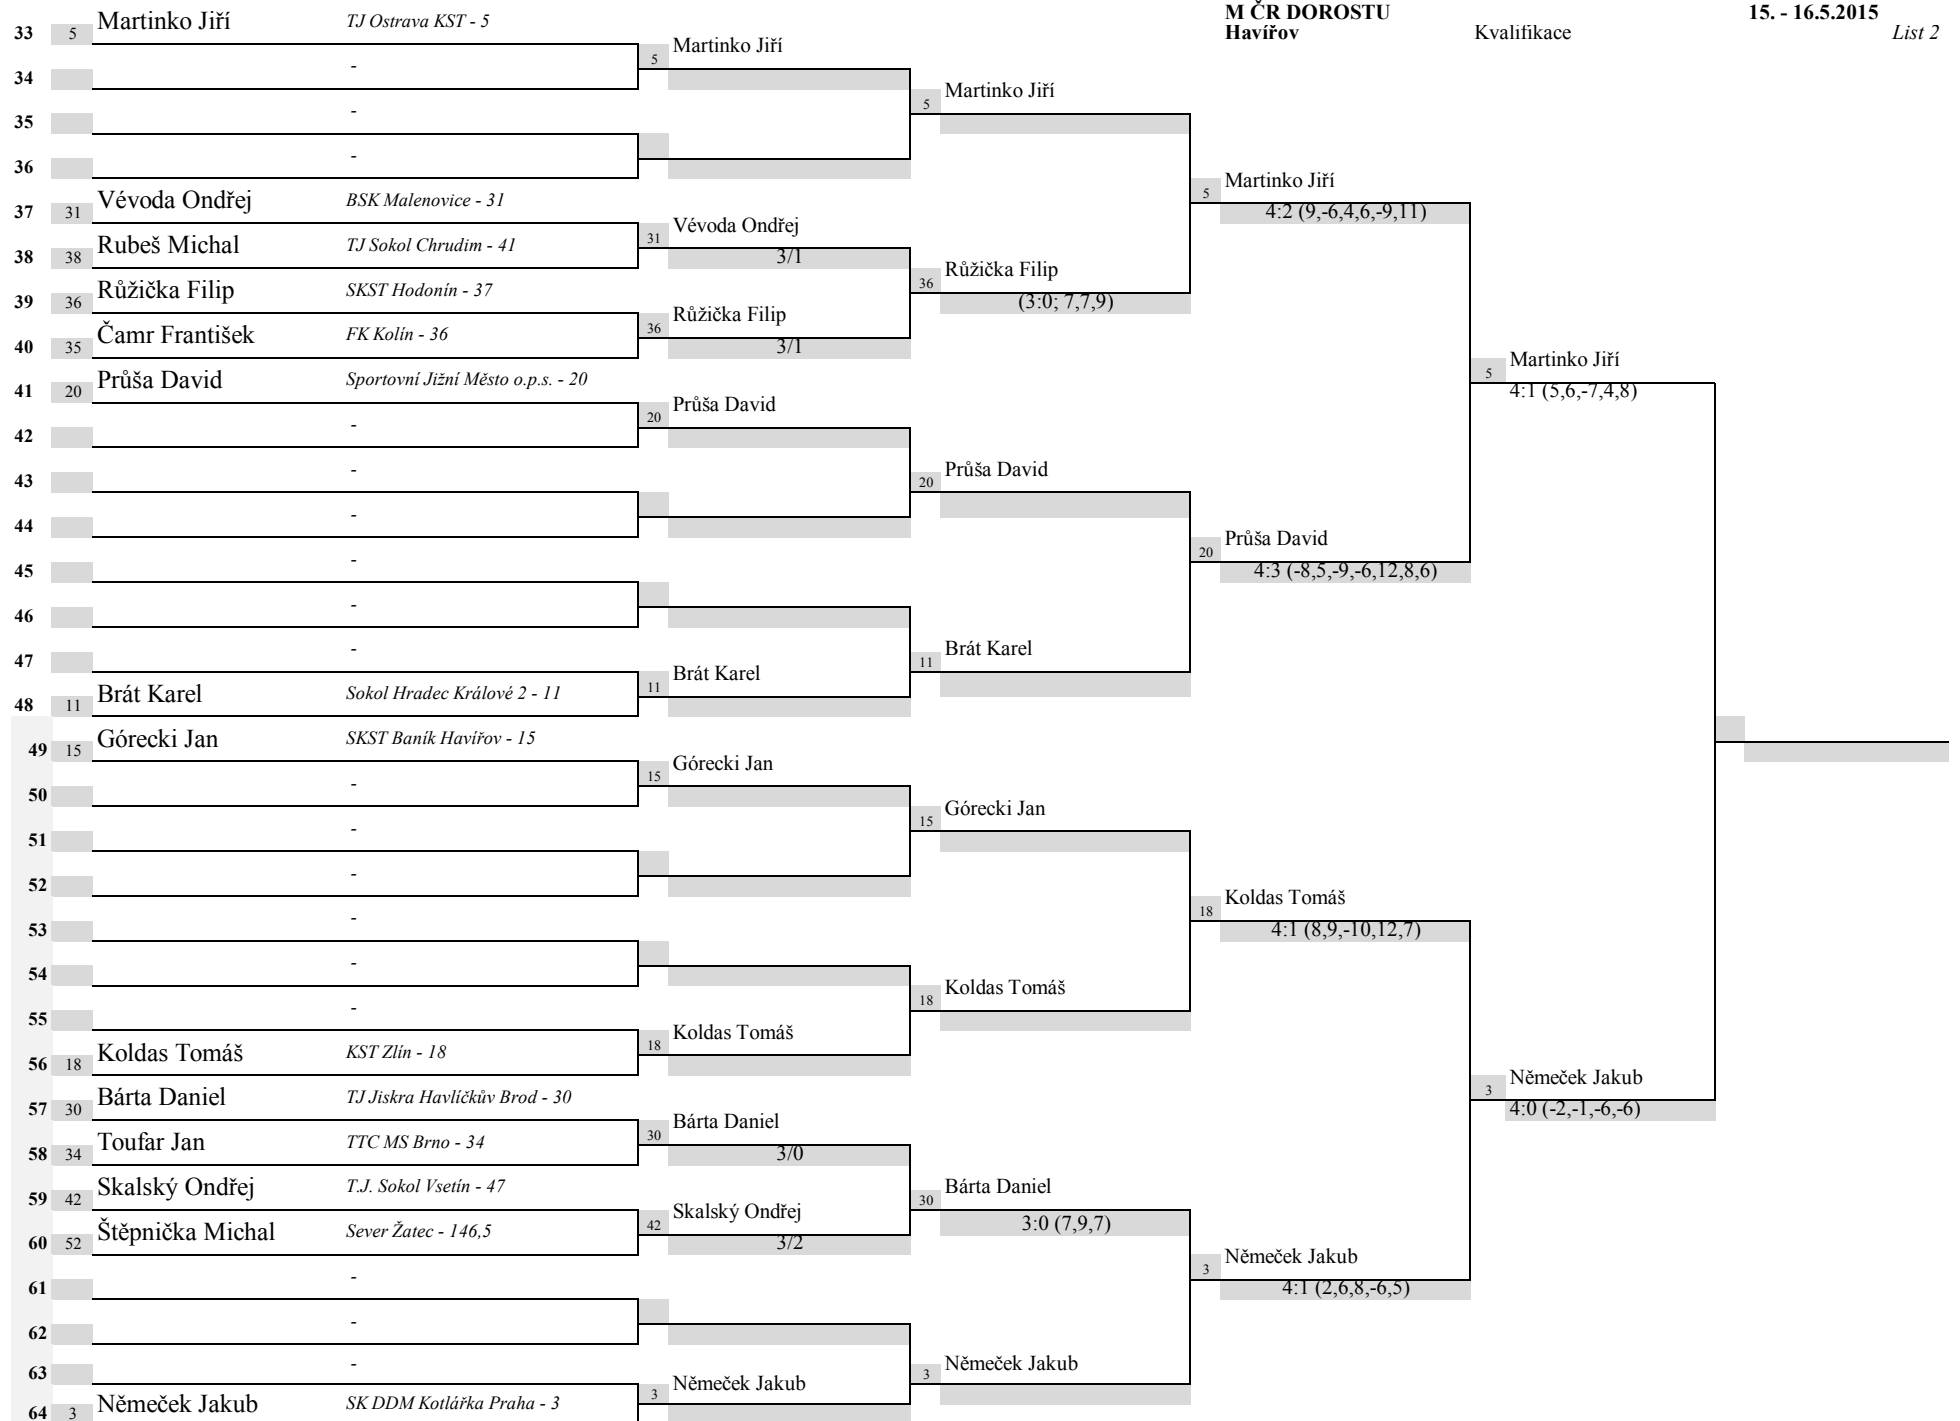 M ČR DOROSTU 15. - 16.5.2015
Havířov Kvalifikace List 2
33 5 Martinko Jiří TJ Ostrava KST - 5
5 Martinko Jiří
34 -
5 Martinko Jiří
35 -
36 -
5 Martinko Jiří
4:2 (9,-6,4,6,-9,11)
37 31 Vévoda Ondřej BSK Malenovice - 31
31 Vévoda Ondřej
3/1
38 38 Rubeš Michal TJ Sokol Chrudim - 41
36 Růžička Filip
(3:0; 7,7,9)
39 36 Růžička Filip SKST Hodonín - 37
36 Růžička Filip
3/1
40 35 Čamr František FK Kolín - 36
5 Martinko Jiří
4:1 (5,6,-7,4,8)
41 20 Průša David Sportovní Jižní Město o.p.s. - 20
20 Průša David
42 -
43 -
20 Průša David
44 -
20 Průša David
4:3 (-8,5,-9,-6,12,8,6)
45 -
46 -
47 -
11 Brát Karel
11 Brát Karel
48 11 Brát Karel Sokol Hradec Králové 2 - 11
49 15 Górecki Jan SKST Baník Havířov - 15
15 Górecki Jan
50 -
15 Górecki Jan
51 -
52 -
18 Koldas Tomáš
4:1 (8,9,-10,12,7)
53 -
54 -
18 Koldas Tomáš
55 -
18 Koldas Tomáš
56 18 Koldas Tomáš KST Zlín - 18
3 Němeček Jakub
4:0 (-2,-1,-6,-6)
57 30 Bárta Daniel TJ Jiskra Havlíčkův Brod - 30
30 Bárta Daniel
3/0
58 34 Toufar Jan TTC MS Brno - 34
30 Bárta Daniel
3:0 (7,9,7)
59 42 Skalský Ondřej T.J. Sokol Vsetín - 47
42 Skalský Ondřej
3/2
60 52 Štěpnička Michal Sever Žatec - 146,5
3 Němeček Jakub
4:1 (2,6,8,-6,5)
61 -
62 -
63 -
3 Němeček Jakub
3 Němeček Jakub
64 3 Němeček Jakub SK DDM Kotlářka Praha - 3